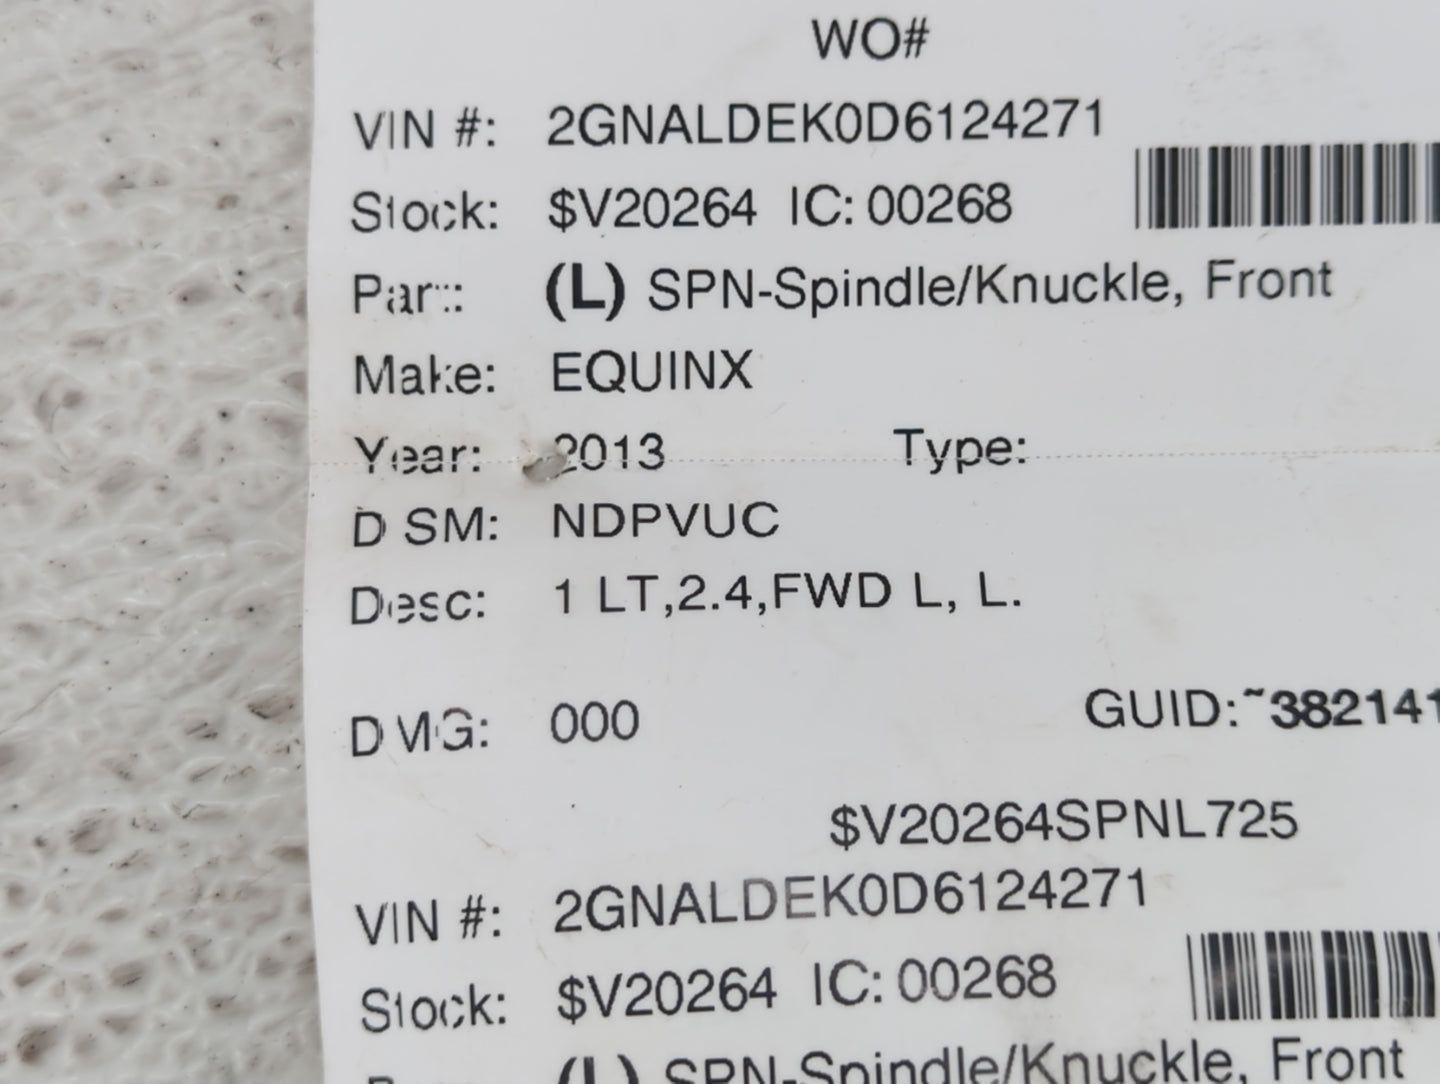 WO#
VIN #: 2GNALDEK0D6124271
Stock: $V20264 IC: 00268
Part: (L) SPN-Spindle/Knuckle, Front
Make: EQUINX
Year: 2013 Type:
DSM: NDPVUC
Desc: 1 LT,2.4,FWD L, L.
DMG: 000 GUID:~382141
$V20264SPNL725
VIN #: 2GNALDEK0D6124271
Stock: $V20264 IC: 00268
(L) SPN-Spindle/Knuckle, Front